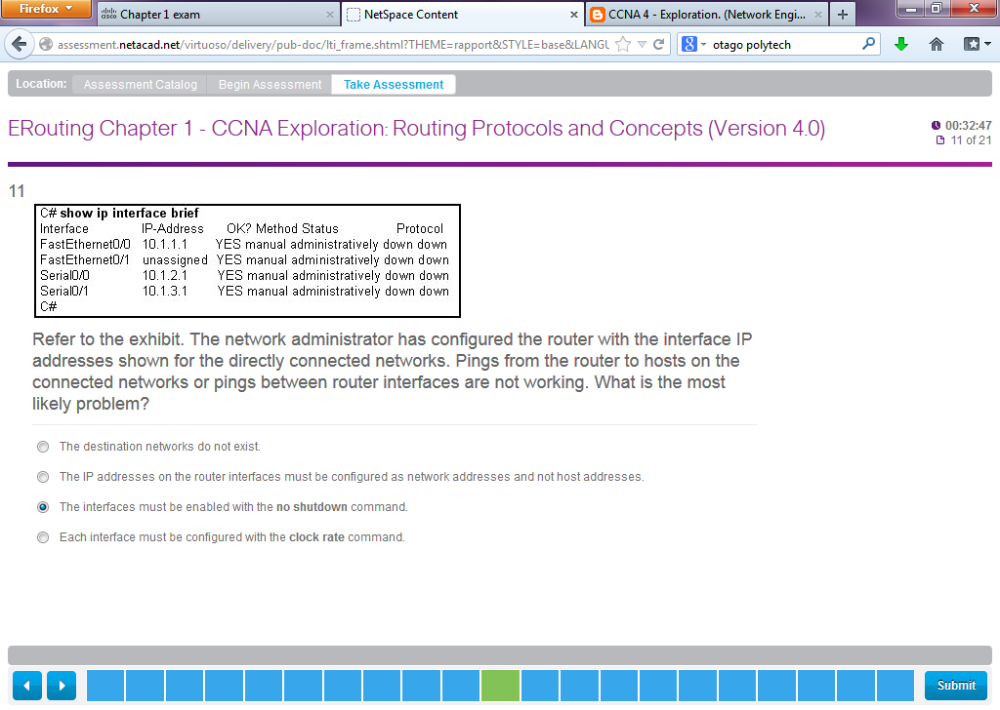 Firefox
Chapter 1 exam
NetSpace Content
CCNA 4 - Exploration. (Network Engi...
assessment.netacad.net/virtuoso/delivery/pub-doc/lti_frame.shtml?THEME=rapport&STYLE=base&LANGU
otago polytech
Location: Assessment Catalog Begin Assessment Take Assessment
ERouting Chapter 1 - CCNA Exploration: Routing Protocols and Concepts (Version 4.0)
00:32:47
11 of 21
11
C# show ip interface brief
Interface IP-Address OK? Method Status Protocol
FastEthernet0/0 10.1.1.1 YES manual administratively down down
FastEthernet0/1 unassigned YES manual administratively down down
Serial0/0 10.1.2.1 YES manual administratively down down
Serial0/1 10.1.3.1 YES manual administratively down down
C#
Refer to the exhibit. The network administrator has configured the router with the interface IP
addresses shown for the directly connected networks. Pings from the router to hosts on the
connected networks or pings between router interfaces are not working. What is the most
likely problem?
The destination networks do not exist.
The IP addresses on the router interfaces must be configured as network addresses and not host addresses.
The interfaces must be enabled with the no shutdown command.
Each interface must be configured with the clock rate command.
Submit